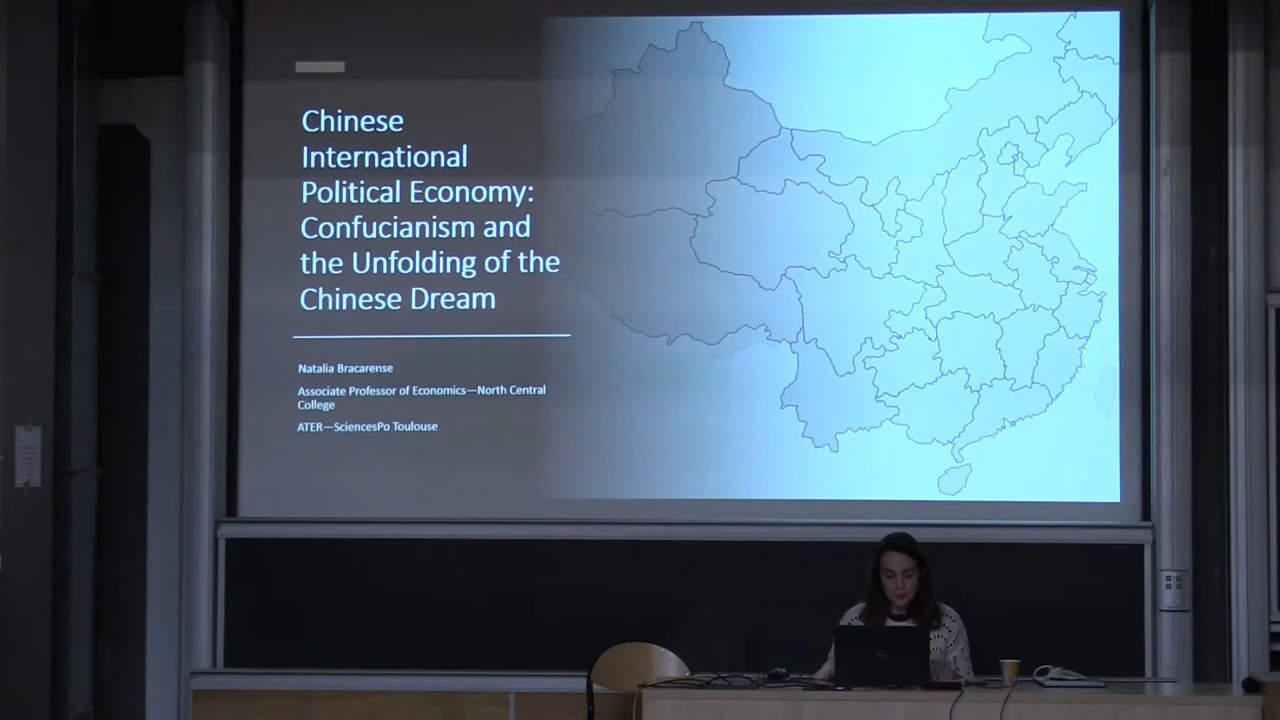 Chinese
International
Political Economy:
Confucianism and
the Unfolding of the
Chinese Dream
Natalia Bracarense
Associate Professor of Economics—North Central
College
ATER—SciencesPo Toulouse